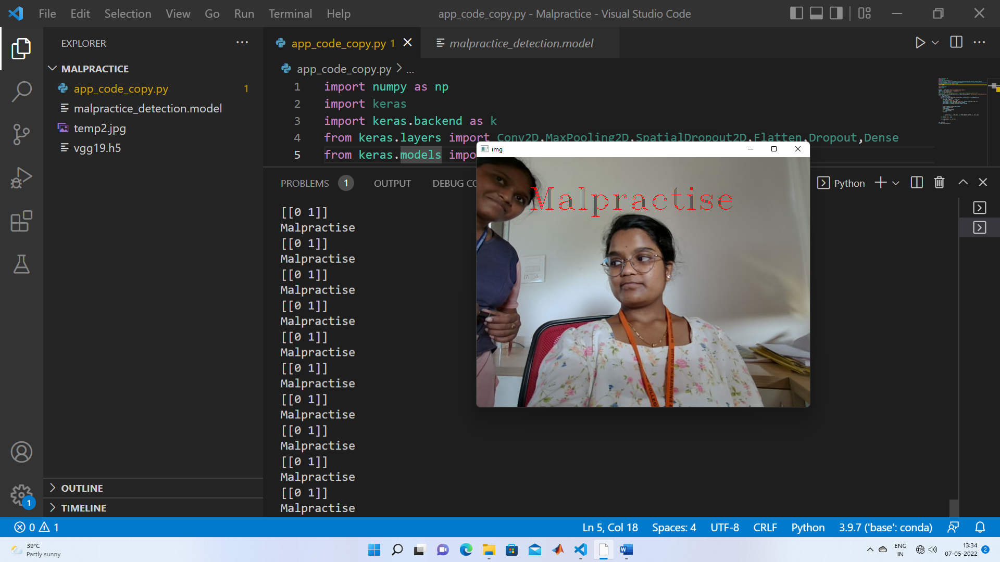 File Edit Selection View Go Run Terminal Help
app_code_copy.py - Malpractice - Visual Studio Code
EXPLORER
MALPRACTICE
app_code_copy.py 1
malpractice_detection.model
temp2.jpg
vgg19.h5
OUTLINE
TIMELINE
app_code_copy.py 1
malpractice_detection.model
app_code_copy.py > ...
1 import numpy as np
2 import keras
3 import keras.backend as k
4 from keras.layers import Conv2D,MaxPooling2D,SpatialDropout2D,Flatten,Dropout,Dense
5 from keras.models impo
PROBLEMS 1 OUTPUT DEBUG CO
Python
[[0 1]]
Malpractise
[[0 1]]
Malpractise
[[0 1]]
Malpractise
[[0 1]]
Malpractise
[[0 1]]
Malpractise
[[0 1]]
Malpractise
[[0 1]]
Malpractise
[[0 1]]
Malpractise
[[0 1]]
Malpractise
[[0 1]]
Malpractise
img
Malpractise
COLLEGE
ENGINEERING
1
0 1
Ln 5, Col 18 Spaces: 4 UTF-8 CRLF Python 3.9.7 ('base': conda)
39°C
Partly sunny
ENG
IN
13:34
07-05-2022
2